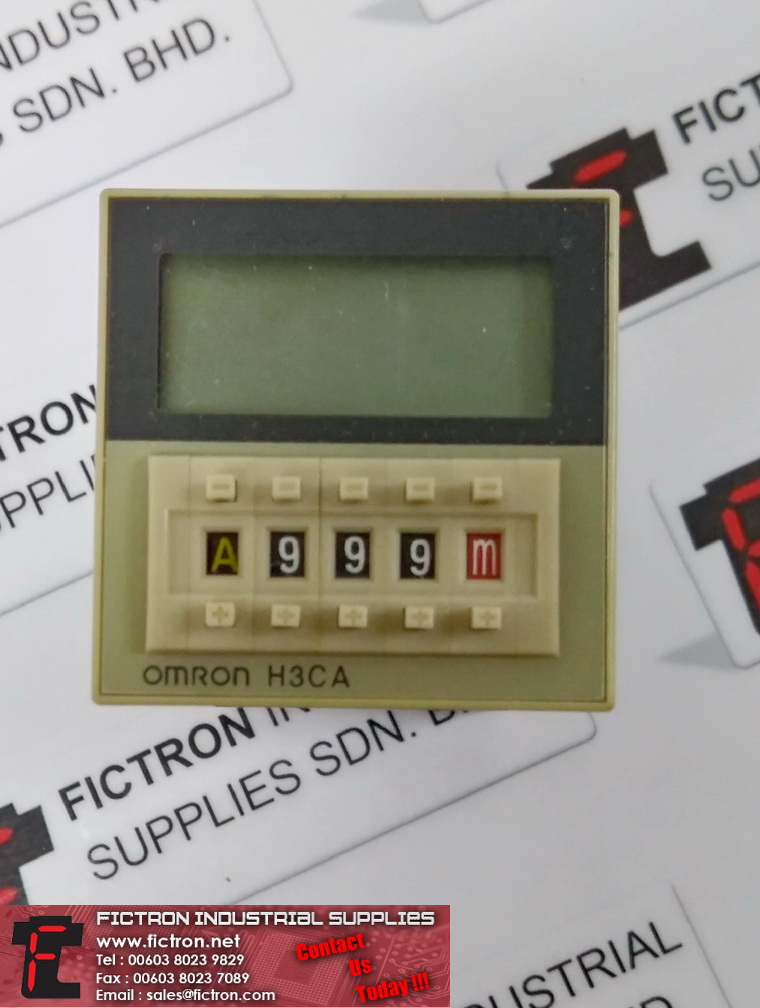 INDUSTRI
SDN. BHD.
FICT
SU
TRON
PPLI
A 9 9 9 m
OMRON H3CA
FICTRON IN
SUPPLIES SDN. B
USTRIAL
FICTRON INDUSTRIAL SUPPLIES
www.fictron.net
Tel : 00603 8023 9829
Fax : 00603 8023 7089
Email : sales@fictron.com
Contact
Us
Today !!!